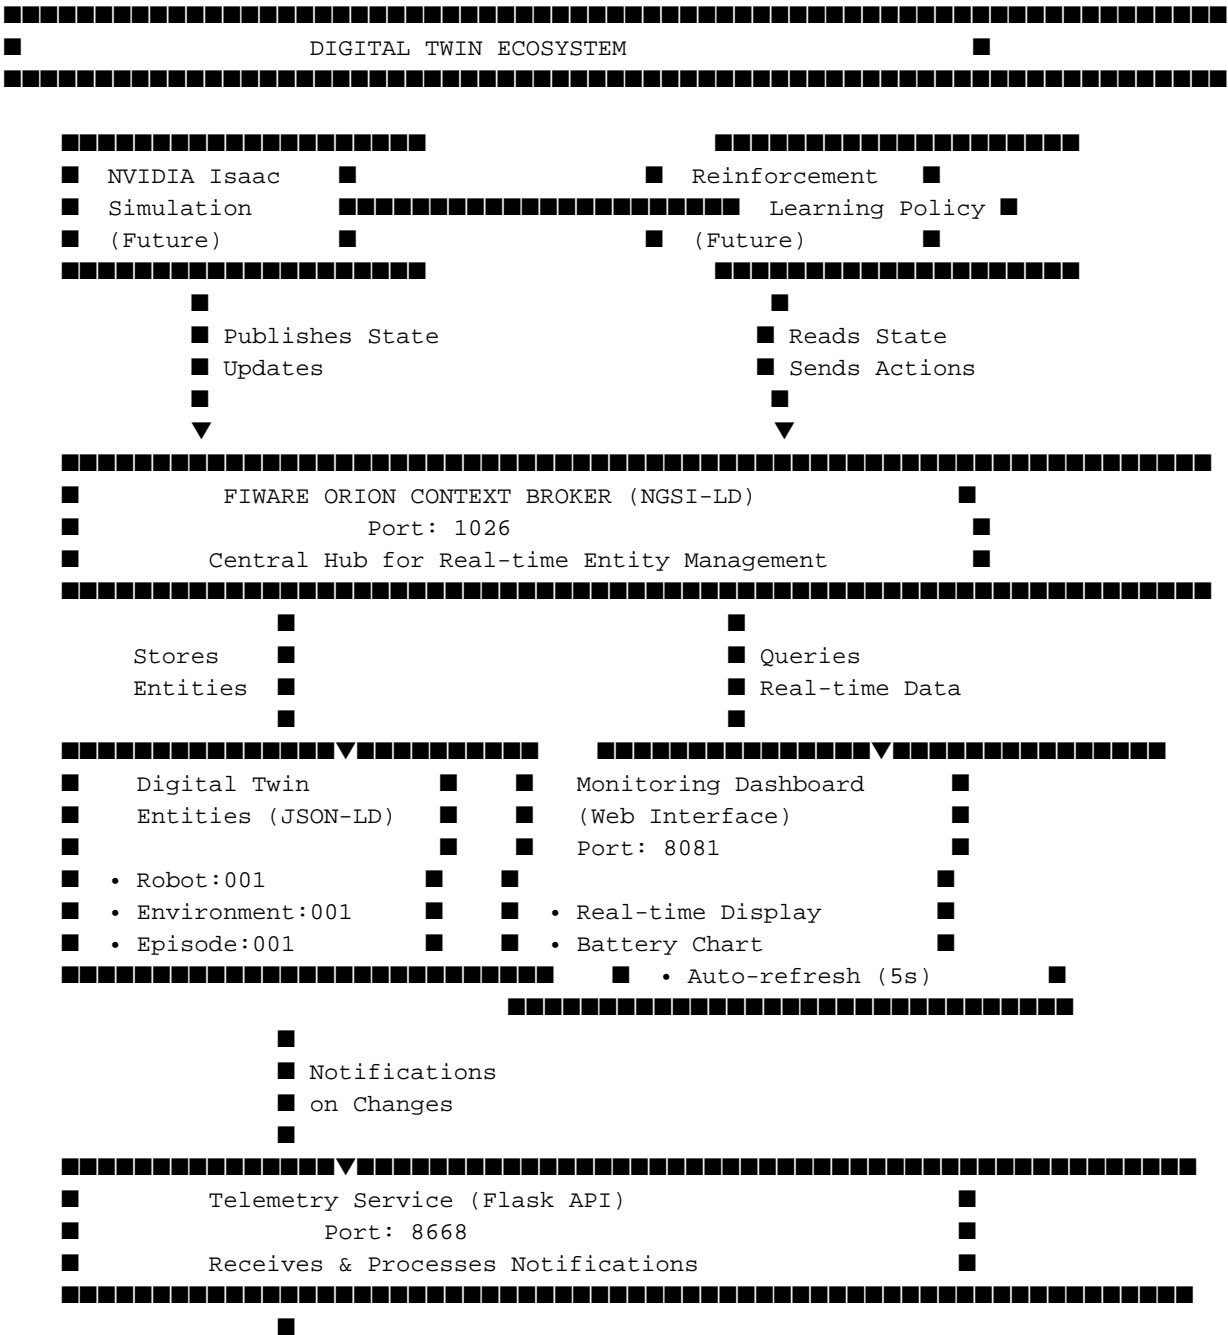 DIGITAL TWIN ECOSYSTEM
NVIDIA Isaac Reinforcement
Simulation Learning Policy
(Future) (Future)
Publishes State Reads State
Updates Sends Actions
FIWARE ORION CONTEXT BROKER (NGSI-LD)
Port: 1026
Central Hub for Real-time Entity Management
Stores Queries
Entities Real-time Data
Digital Twin Monitoring Dashboard
Entities (JSON-LD) (Web Interface)
Port: 8081
• Robot:001
• Environment:001 • Real-time Display
• Episode:001 • Battery Chart
• Auto-refresh (5s)
Notifications
on Changes
Telemetry Service (Flask API)
Port: 8668
Receives & Processes Notifications